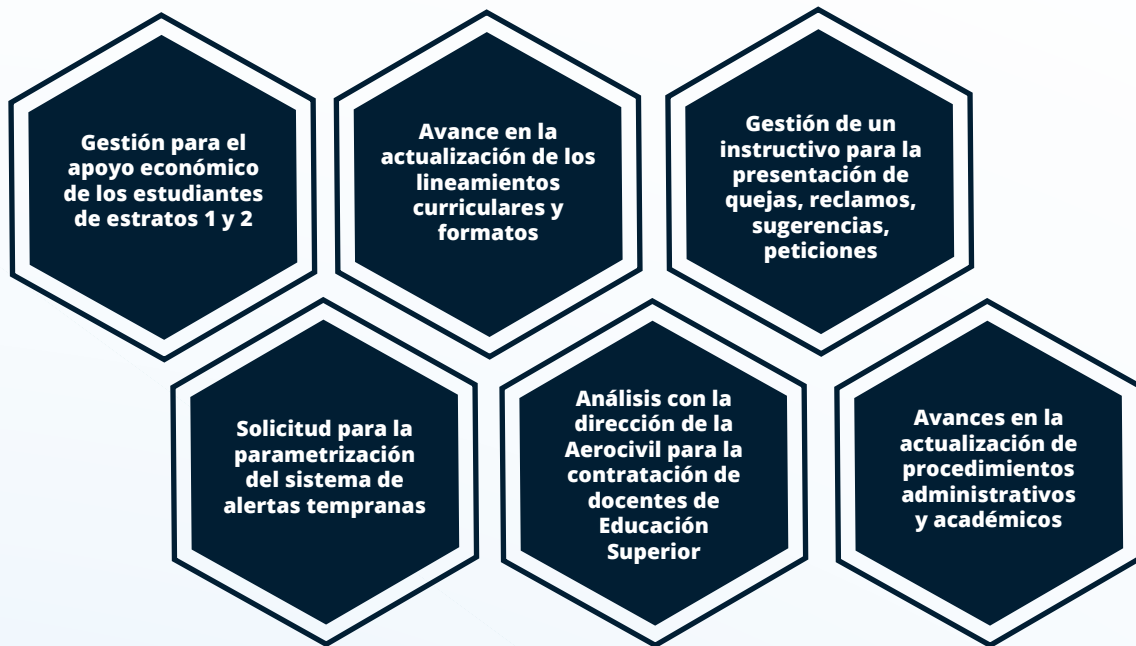 Gestión para el
apoyo económico
de los estudiantes
de estratos 1 y 2
Avance en la
actualización de los
lineamientos
curriculares y
formatos
Gestión de un
instructivo para la
presentación de
quejas, reclamos,
sugerencias,
peticiones
Solicitud para la
parametrización
del sistema de
alertas tempranas
Análisis con la
dirección de la
Aerocivil para la
contratación de
docentes de
Educación
Superior
Avances en la
actualización de
procedimientos
administrativos
y académicos